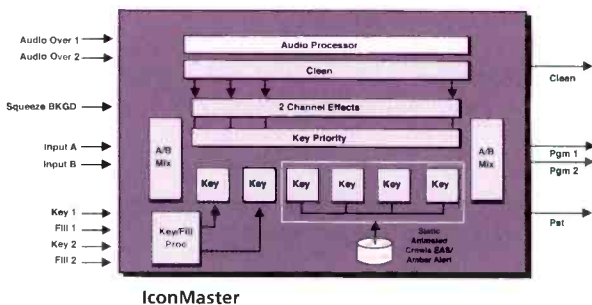 Audio Over 1
Audio Over 2
Squeeze BKGD
Input A
Input B
Key 1
Fill 1
Key 2
Fill 2
Audio Processor
Clean
2 Channel Effects
Key Priority
A/B
Mix
Key
Key
Key
Key
Key
Key
A/B
Mix
Key/Fill
Proc
Static
Animated
Crawls EAS/
Amber Alert
Clean
Pgm 1
Pgm 2
Pst
IconMaster